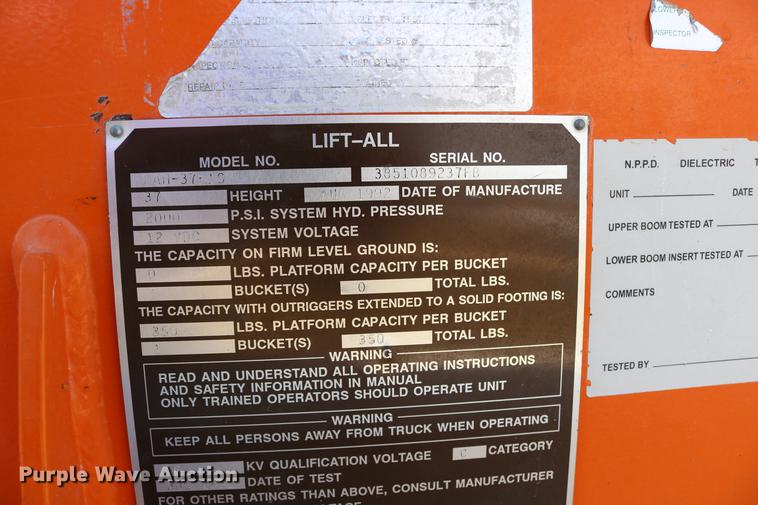 LOWER
INSPECTOR
LIFT-ALL
MODEL NO. SERIAL NO.
3851089237FB
37 HEIGHT AUG 1992 DATE OF MANUFACTURE
2000 P.S.I. SYSTEM HYD. PRESSURE
12 VDC SYSTEM VOLTAGE
THE CAPACITY ON FIRM LEVEL GROUND IS:
0 LBS. PLATFORM CAPACITY PER BUCKET
BUCKET(S) 0 TOTAL LBS.
THE CAPACITY WITH OUTRIGGERS EXTENDED TO A SOLID FOOTING IS:
350 LBS. PLATFORM CAPACITY PER BUCKET
1 BUCKET(S) 350 TOTAL LBS.
WARNING
READ AND UNDERSTAND ALL OPERATING INSTRUCTIONS
AND SAFETY INFORMATION IN MANUAL
ONLY TRAINED OPERATORS SHOULD OPERATE UNIT
WARNING
KEEP ALL PERSONS AWAY FROM TRUCK WHEN OPERATING
KV QUALIFICATION VOLTAGE C CATEGORY
DATE OF TEST
FOR OTHER RATINGS THAN ABOVE, CONSULT MANUFACTURER
N.P.P.D. DIELECTRIC T
UNIT DATE
UPPER BOOM TESTED AT
LOWER BOOM INSERT TESTED AT
COMMENTS
TESTED BY
Purple Wave Auction